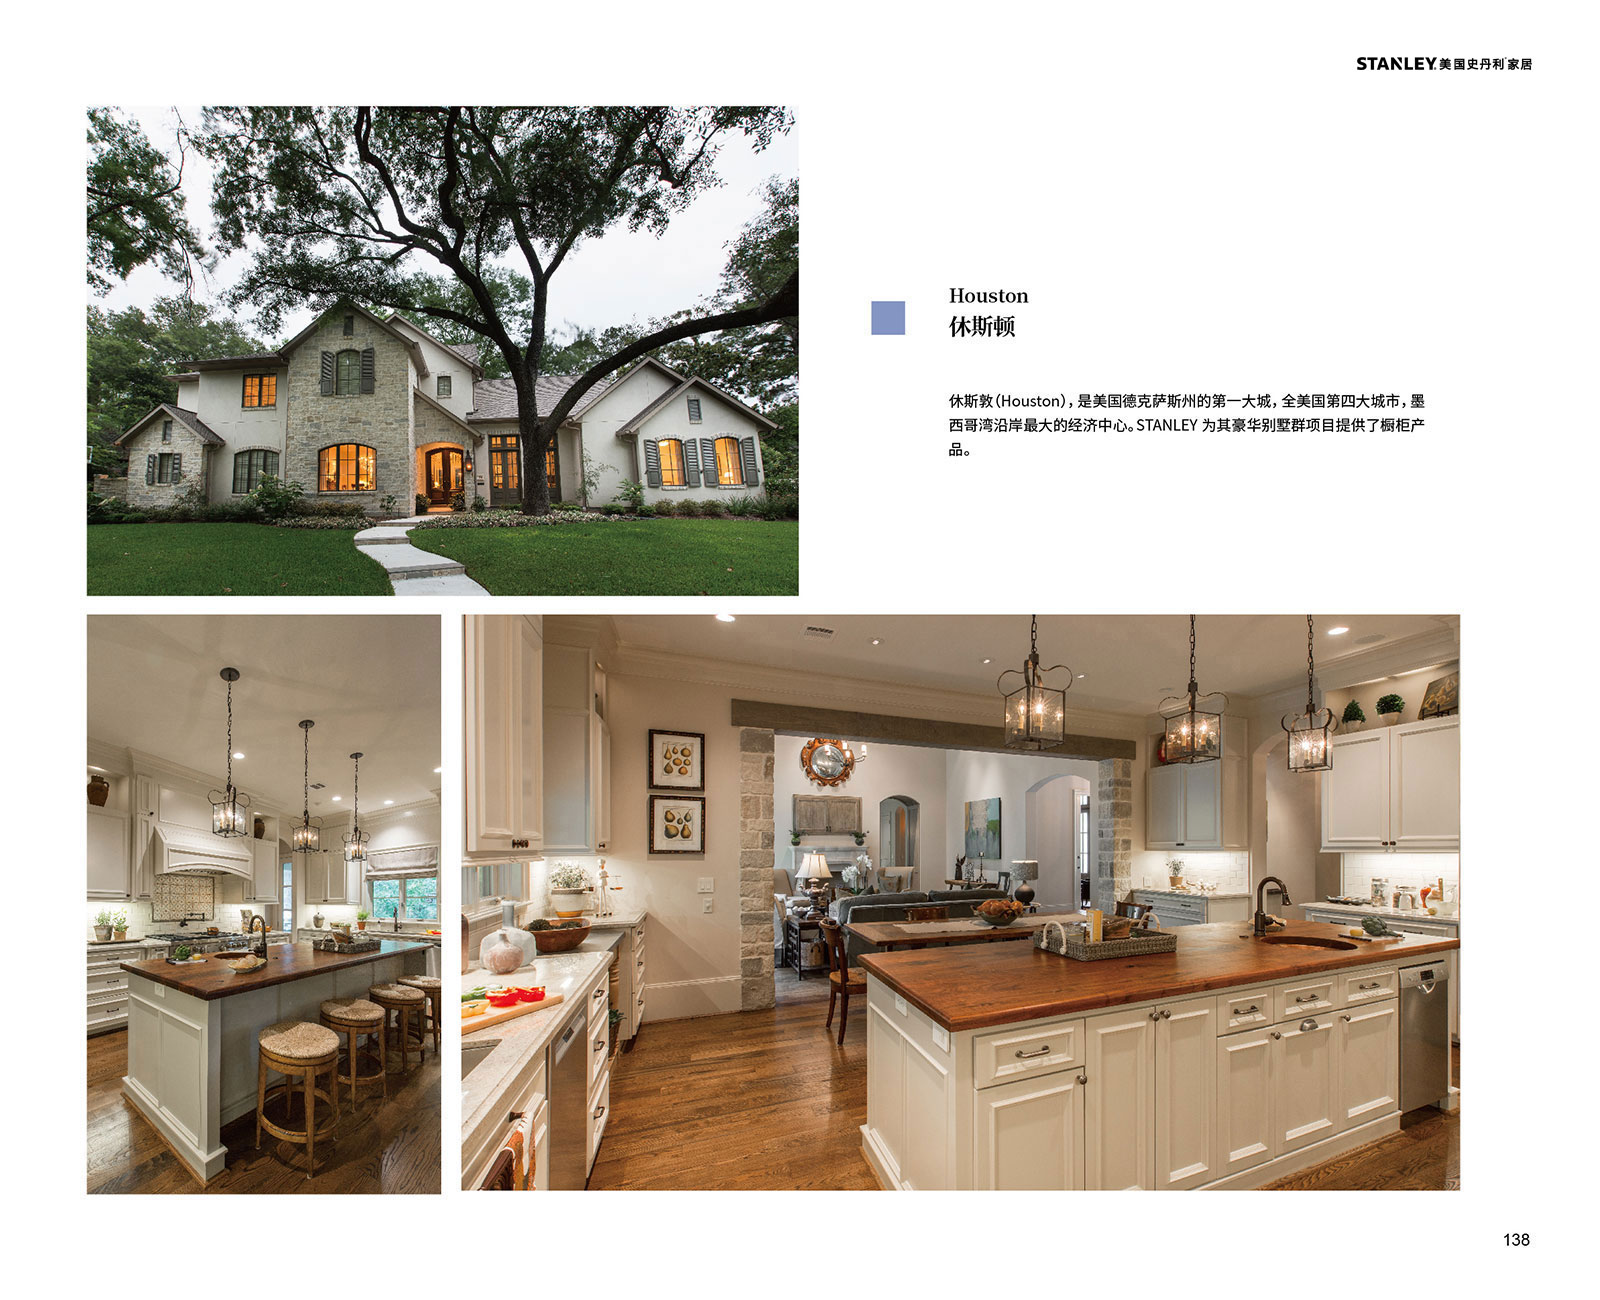 STANLEY.美国史丹利家居
Houston
休斯顿
休斯敦(Houston)，是美国德克萨斯州的第一大城，全美国第四大城市，墨
西哥湾沿岸最大的经济中心。STANLEY 为其豪华别墅群项目提供了橱柜产
品。
138